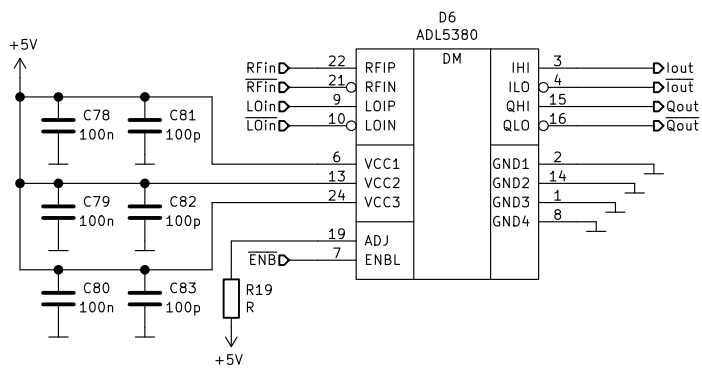 D6
ADL5380
+5V
RFin 22 RFIP DM IHI 3 Iout
RFin 21 RFIN ILO 4 Iout
LOin 9 LOIP QHI 15 Qout
LOin 10 LOIN QLO 16 Qout
C78 100n
C81 100p
6 VCC1 GND1 2
13 VCC2 GND2 14
24 VCC3 GND3 1
GND4 8
C79 100n
C82 100p
19 ADJ
ENB 7 ENBL
C80 100n
C83 100p
R19
R
+5V